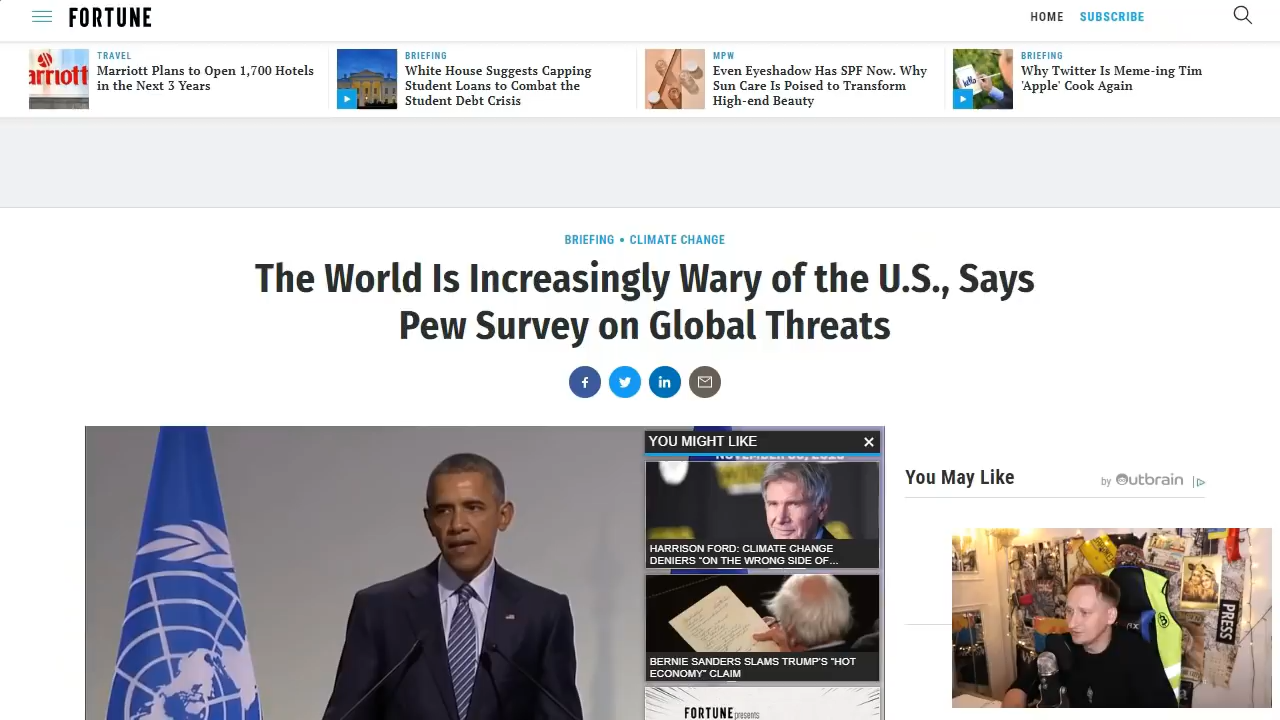 FORTUNE
HOME
SUBSCRIBE
TRAVEL
Marriott Plans to Open 1,700 Hotels
in the Next 3 Years
BRIEFING
White House Suggests Capping
Student Loans to Combat the
Student Debt Crisis
MPW
Even Eyeshadow Has SPF Now. Why
Sun Care Is Poised to Transform
High-end Beauty
BRIEFING
Why Twitter Is Meme-ing Tim
'Apple' Cook Again
arriott
BRIEFING • CLIMATE CHANGE
The World Is Increasingly Wary of the U.S., Says
Pew Survey on Global Threats
YOU MIGHT LIKE
HARRISON FORD: CLIMATE CHANGE
DENIERS "ON THE WRONG SIDE OF...
BERNIE SANDERS SLAMS TRUMP'S "HOT
ECONOMY" CLAIM
FORTUNE presents
You May Like
by Outbrain
PRESS